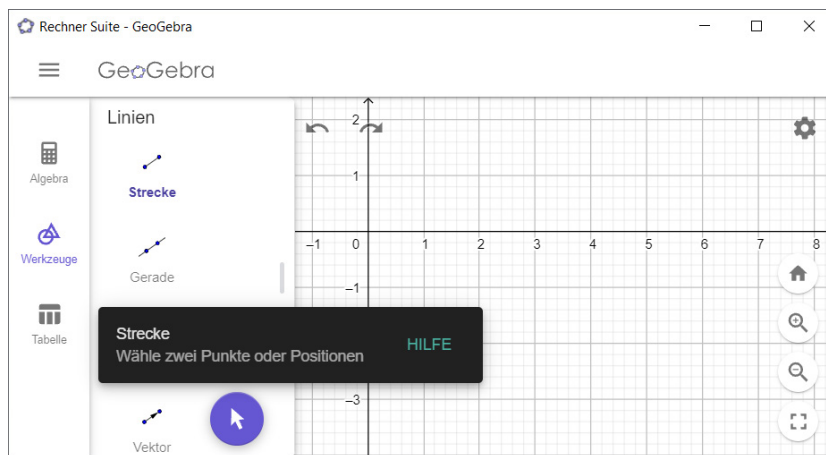 Rechner Suite - GeoGebra
GeoGebra
Algebra
Werkzeuge
Tabelle
Linien
Strecke
Gerade
Strecke
Wähle zwei Punkte oder Positionen
HILFE
Vektor
2
1
–1 0 1 2 3 4 5 6 7 8
–1
–3